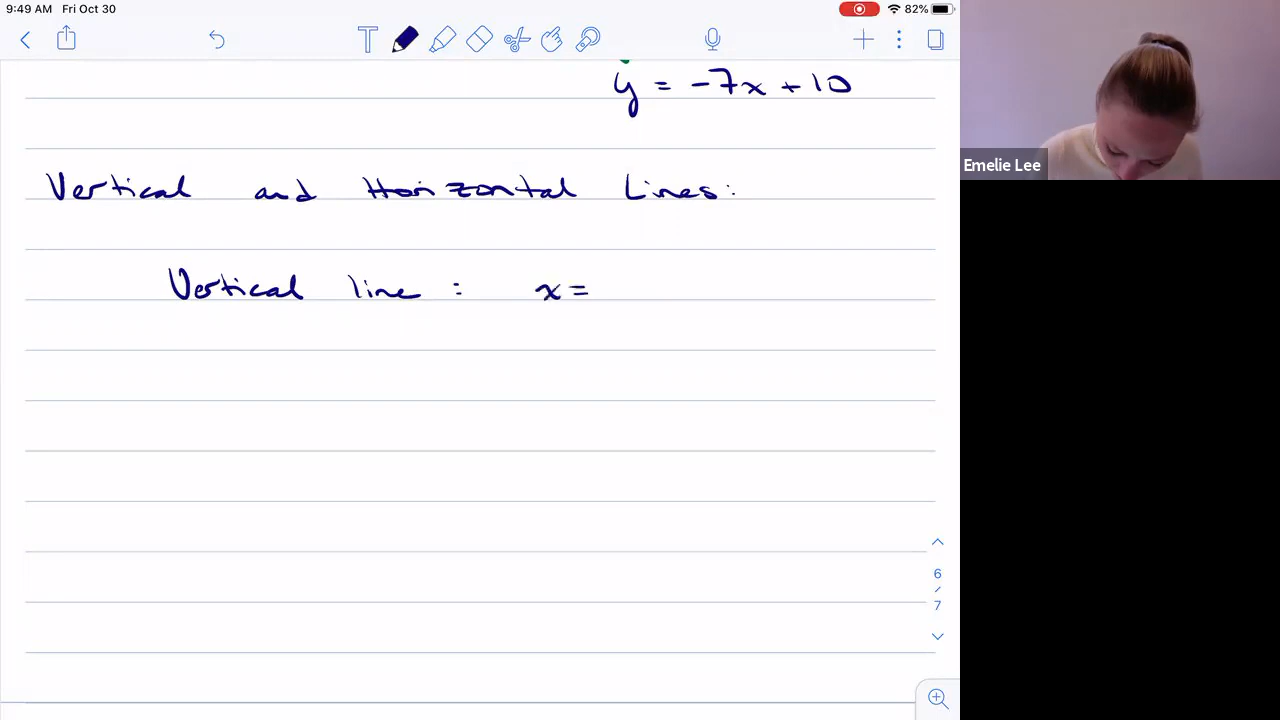 9:49 AM Fri Oct 30
82%
T
y = -7x + 10
Vertical and Horizontal Lines:
Vertical line : x =
Emelie Lee
6
/
7